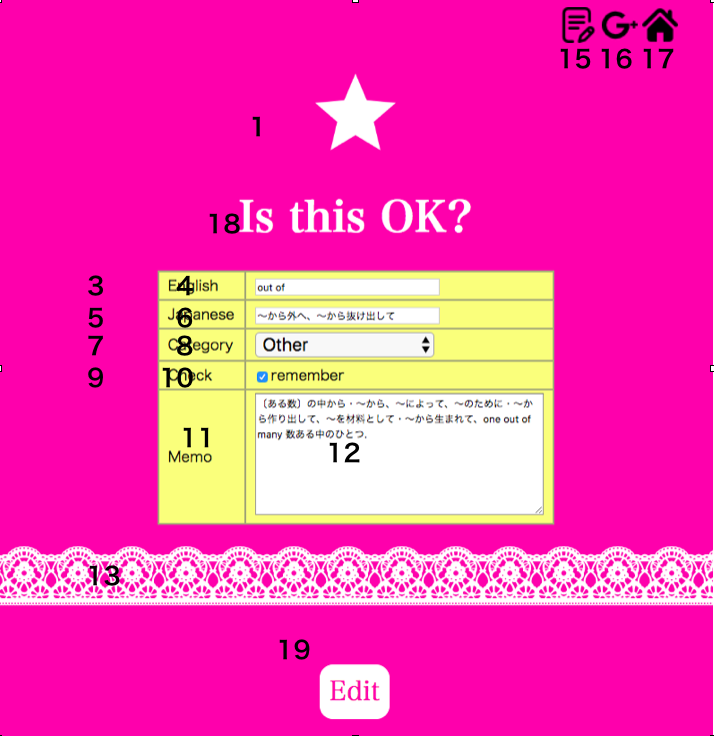 G+
15 16 17
1
18 Is this OK?
3 4 English out of
5 6 Japanese 〜から外へ、〜から抜け出して
7 8 Category Other
9 10 Check remember
〔ある数〕の中から・〜から、〜によって、〜のために・〜か
ら作り出して、〜を材料として・〜から生まれて、one out of
many 数ある中のひとつ.
11 12
Memo
13
19
Edit